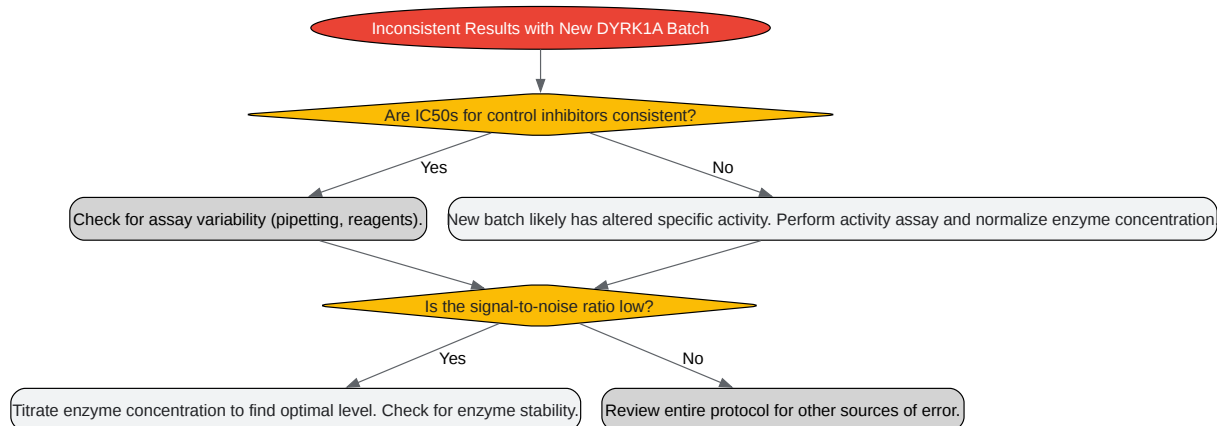 Inconsistent Results with New DYRK1A Batch
Are IC50s for control inhibitors consistent?
Yes
No
Check for assay variability (pipetting, reagents).
New batch likely has altered specific activity. Perform activity assay and normalize enzyme concentration.
Is the signal-to-noise ratio low?
Yes
No
Titrate enzyme concentration to find optimal level. Check for enzyme stability.
Review entire protocol for other sources of error.